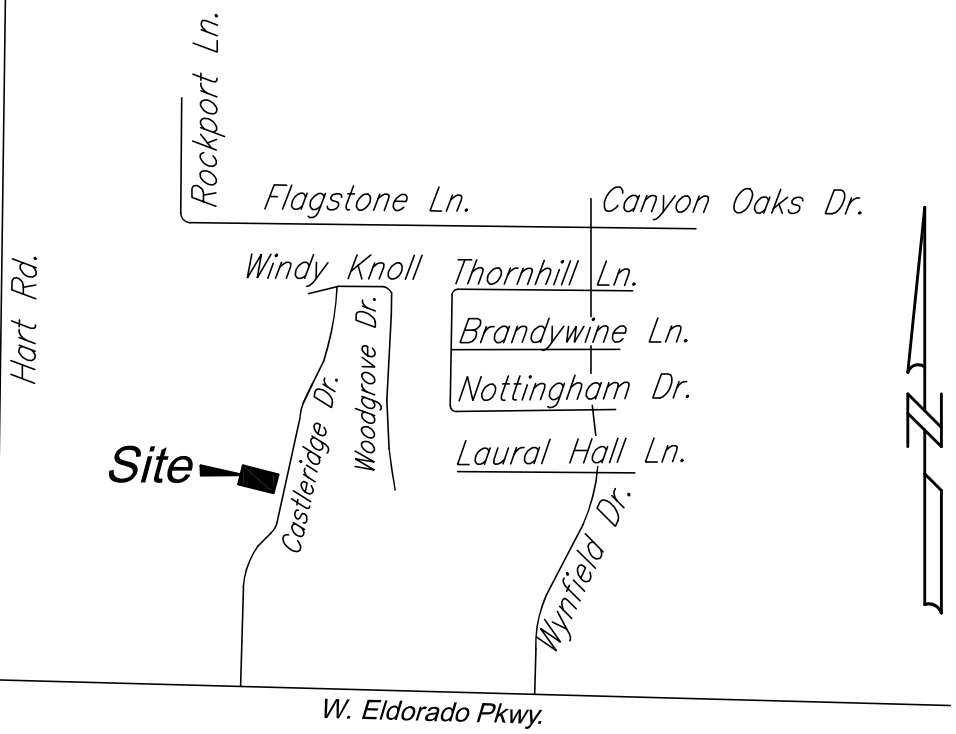 Rockport Ln.
Flagstone Ln.
Canyon Oaks Dr.
Hart Rd.
Windy Knoll
Thornhill Ln.
Woodgrove Dr.
Brandywine Ln.
Nottingham Dr.
Castleridge Dr.
Laural Hall Ln.
Site
Wynfield Dr.
W. Eldorado Pkwy.
N